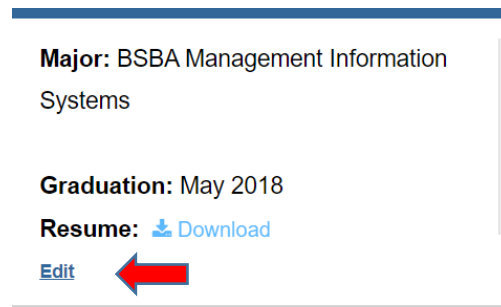 Major: BSBA Management Information
Systems
Graduation: May 2018
Resume: Download
Edit